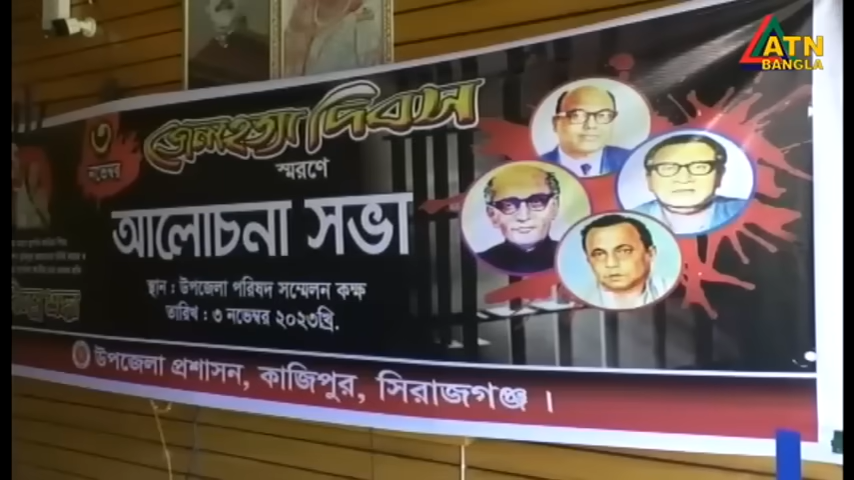 ATN
BANGLA
৩
নভেম্বর
জেলহত্যা দিবস
স্মরণে
আলোচনা সভা
স্থান : উপজেলা পরিষদ সম্মেলন কক্ষ
তারিখ : ৩ নভেম্বর ২০২৩খ্রি.
উপজেলা প্রশাসন, কাজিপুর, সিরাজগঞ্জ ।